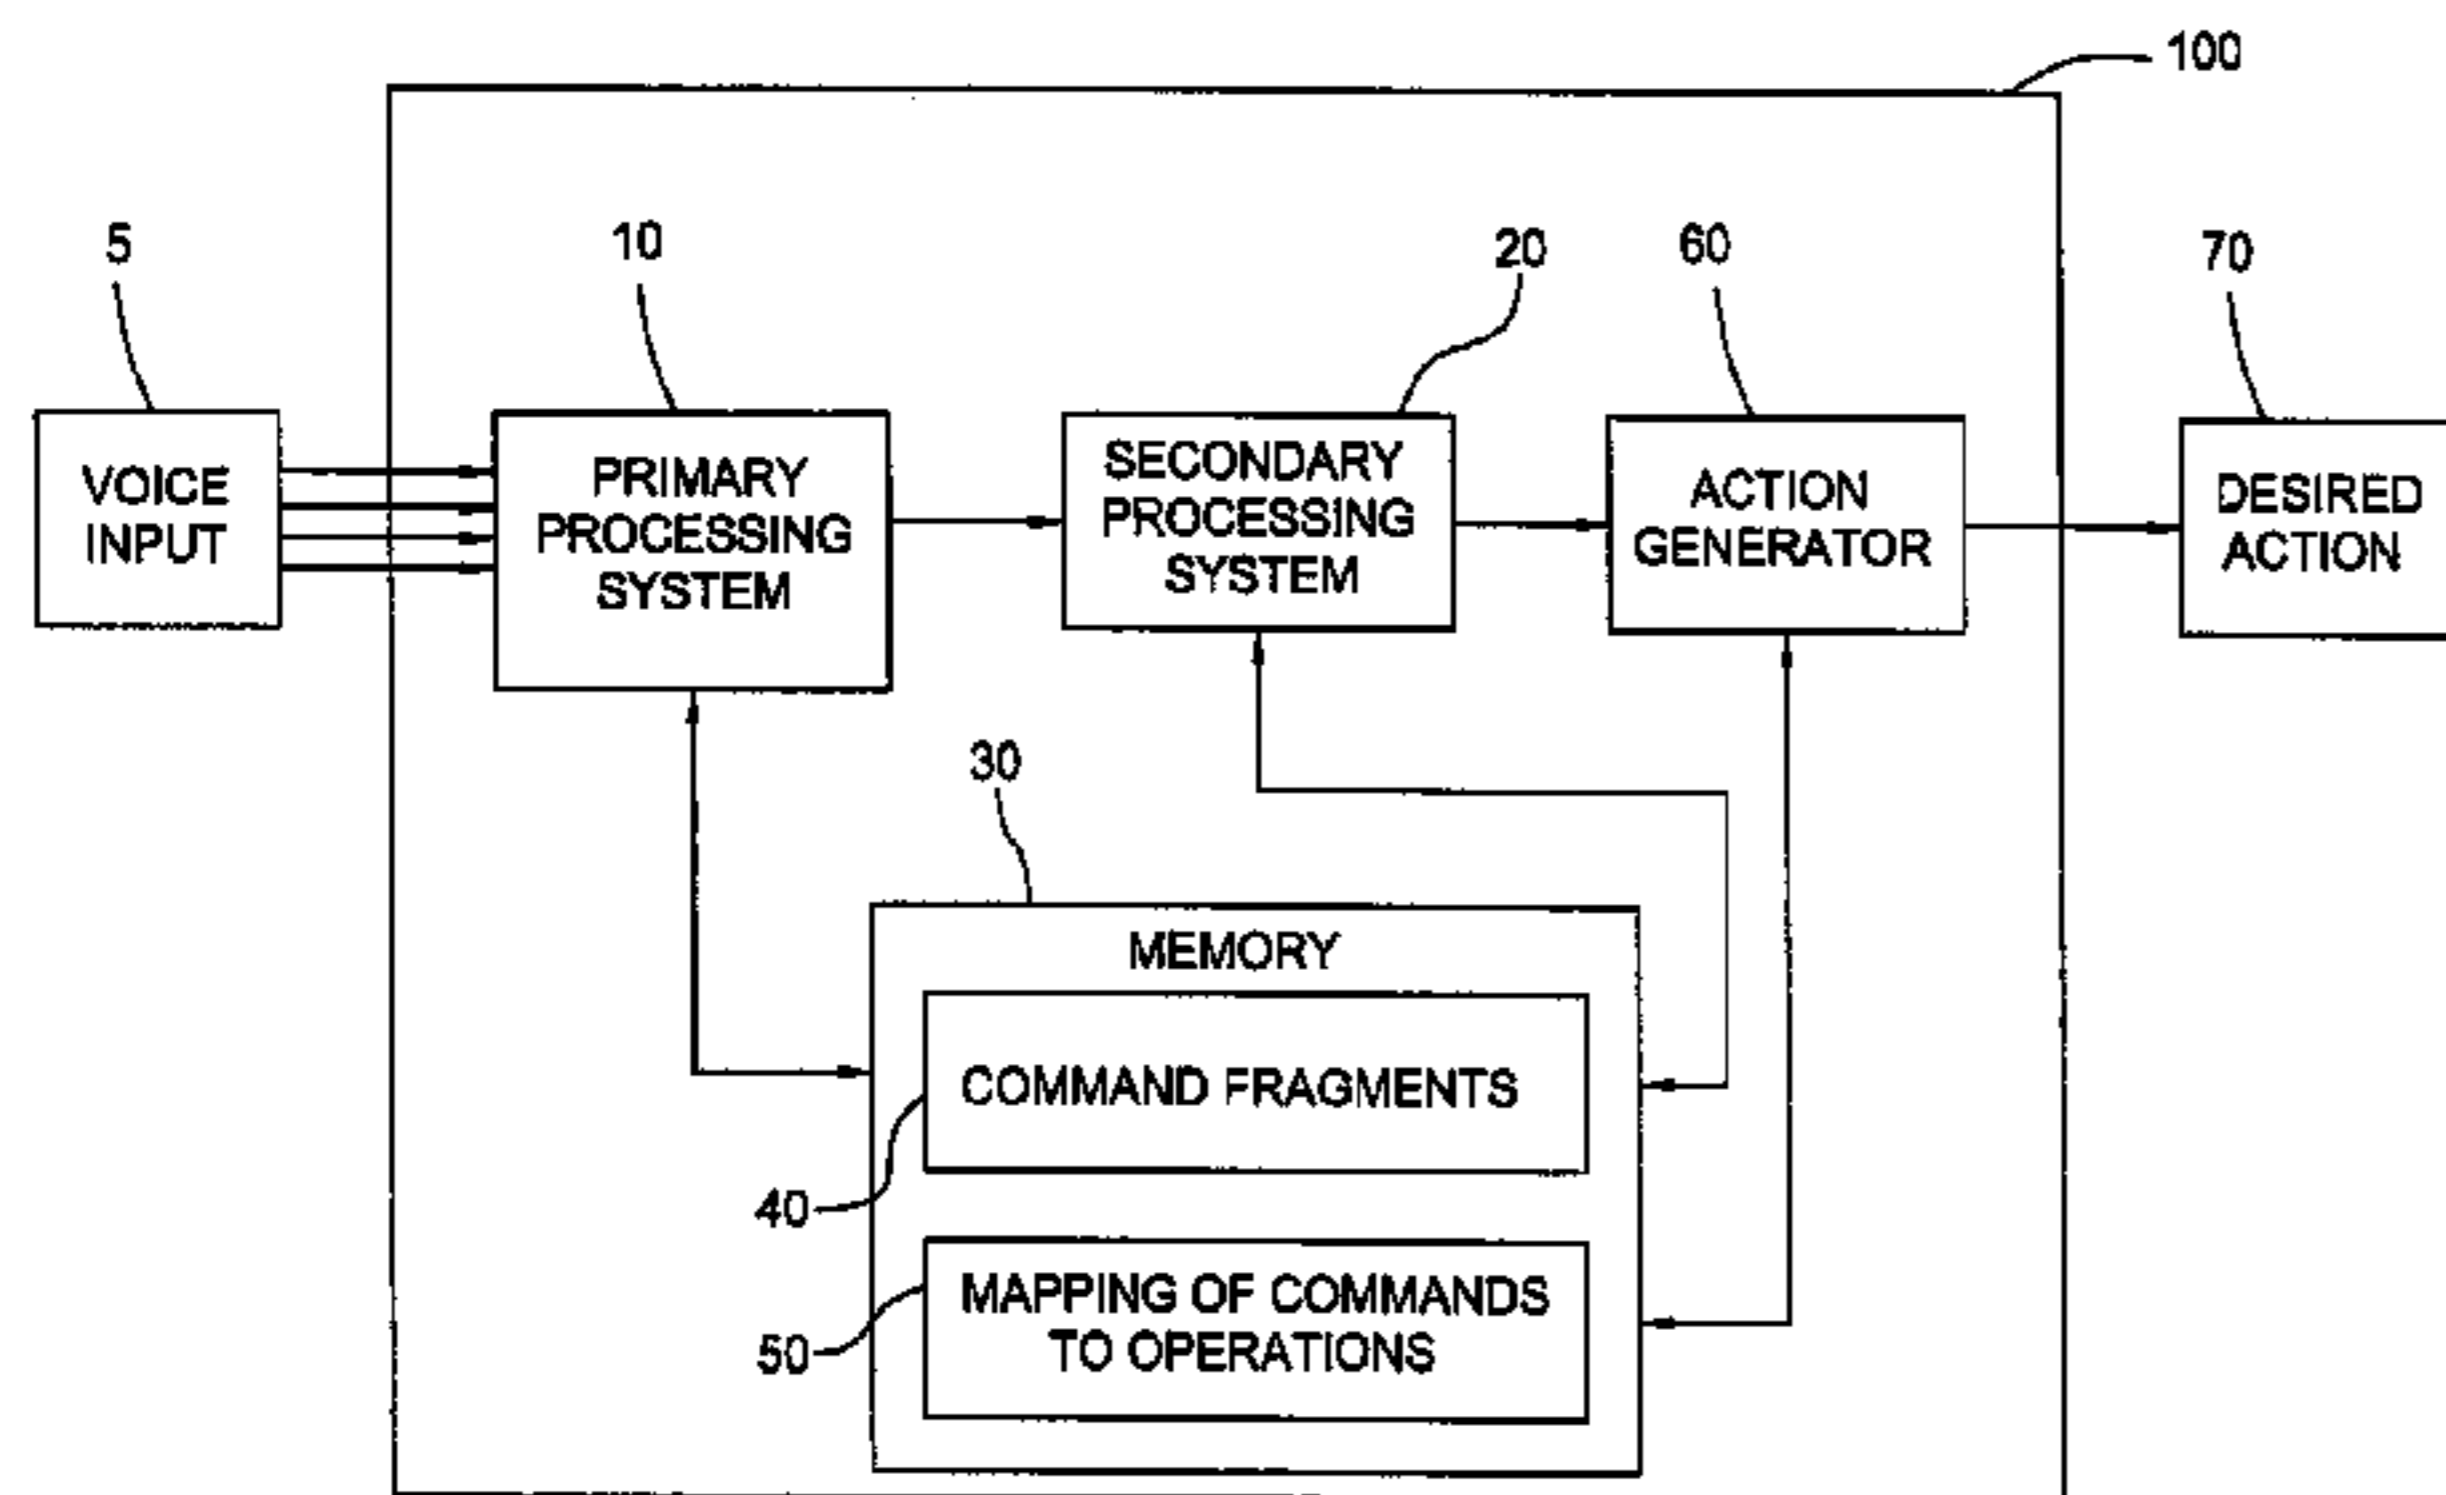 100
5
10
20
60
70
VOICE
INPUT
PRIMARY
PROCESSING
SYSTEM
SECONDARY
PROCESSING
SYSTEM
ACTION
GENERATOR
DESIRED
ACTION
30
MEMORY
COMMAND FRAGMENTS
40
MAPPING OF COMMANDS
TO OPERATIONS
50